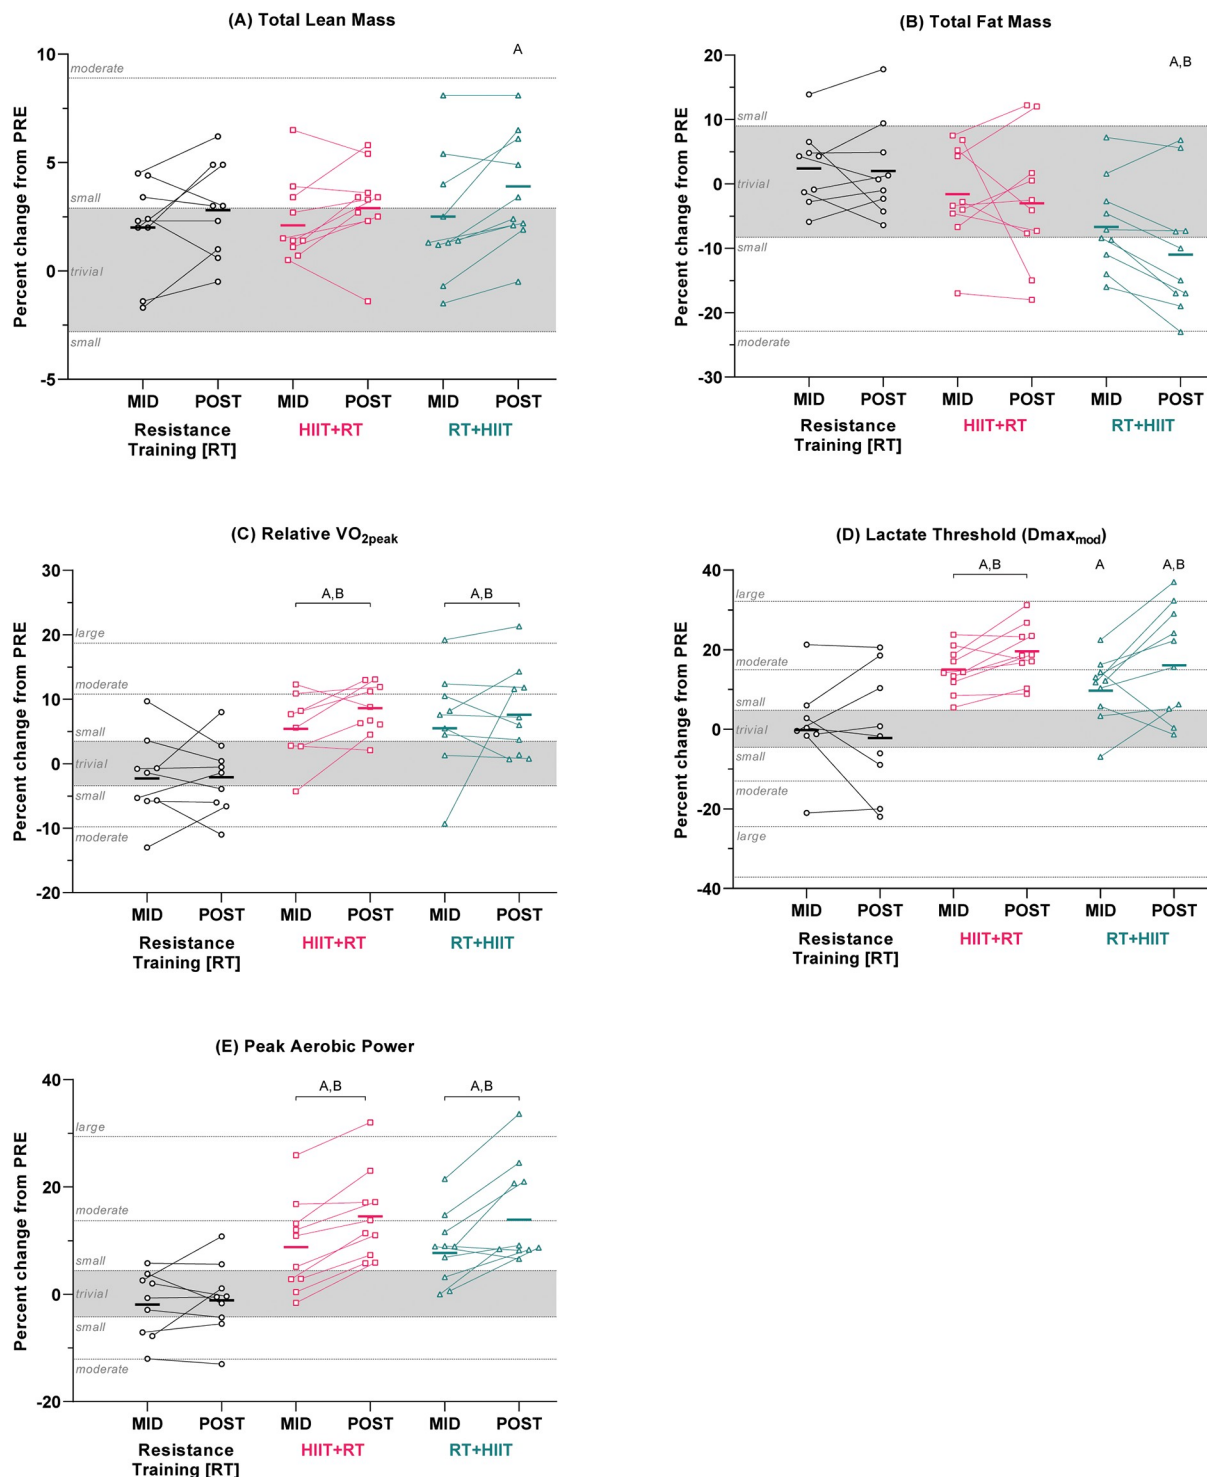 (A) Total Lean Mass
Percent change from PRE
10
5
0
-5
moderate
small
trivial
small
A
MID POST MID POST MID POST
Resistance
Training [RT]
HIIT+RT
RT+HIIT
(B) Total Fat Mass
Percent change from PRE
20
10
0
-10
-20
-30
small
trivial
small
moderate
A,B
MID POST MID POST MID POST
Resistance
Training [RT]
HIIT+RT
RT+HIIT
(C) Relative VO2peak
Percent change from PRE
30
20
10
0
-10
-20
large
moderate
small
trivial
small
moderate
A,B
A,B
MID POST MID POST MID POST
Resistance
Training [RT]
HIIT+RT
RT+HIIT
(D) Lactate Threshold (Dmaxmod)
Percent change from PRE
40
20
0
-20
-40
large
moderate
small
trivial
small
moderate
large
A,B
A
A,B
MID POST MID POST MID POST
Resistance
Training [RT]
HIIT+RT
RT+HIIT
(E) Peak Aerobic Power
Percent change from PRE
40
20
0
-20
large
moderate
small
trivial
small
moderate
A,B
A,B
MID POST MID POST MID POST
Resistance
Training [RT]
HIIT+RT
RT+HIIT